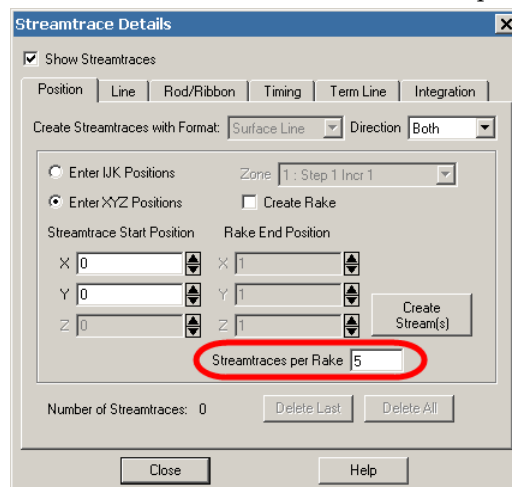 Streamtrace Details
Show Streamtraces
Position Line Rod/Ribbon Timing Term Line Integration
Create Streamtraces with Format: Surface Line Direction Both
Enter IJK Positions Zone 1 : Step 1 Incr 1
Enter XYZ Positions Create Rake
Streamtrace Start Position Rake End Position
X 0 X 1
Y 0 Y 1
Z 0 Z 1
Create Stream(s)
Streamtraces per Rake 5
Number of Streamtraces: 0 Delete Last Delete All
Close Help